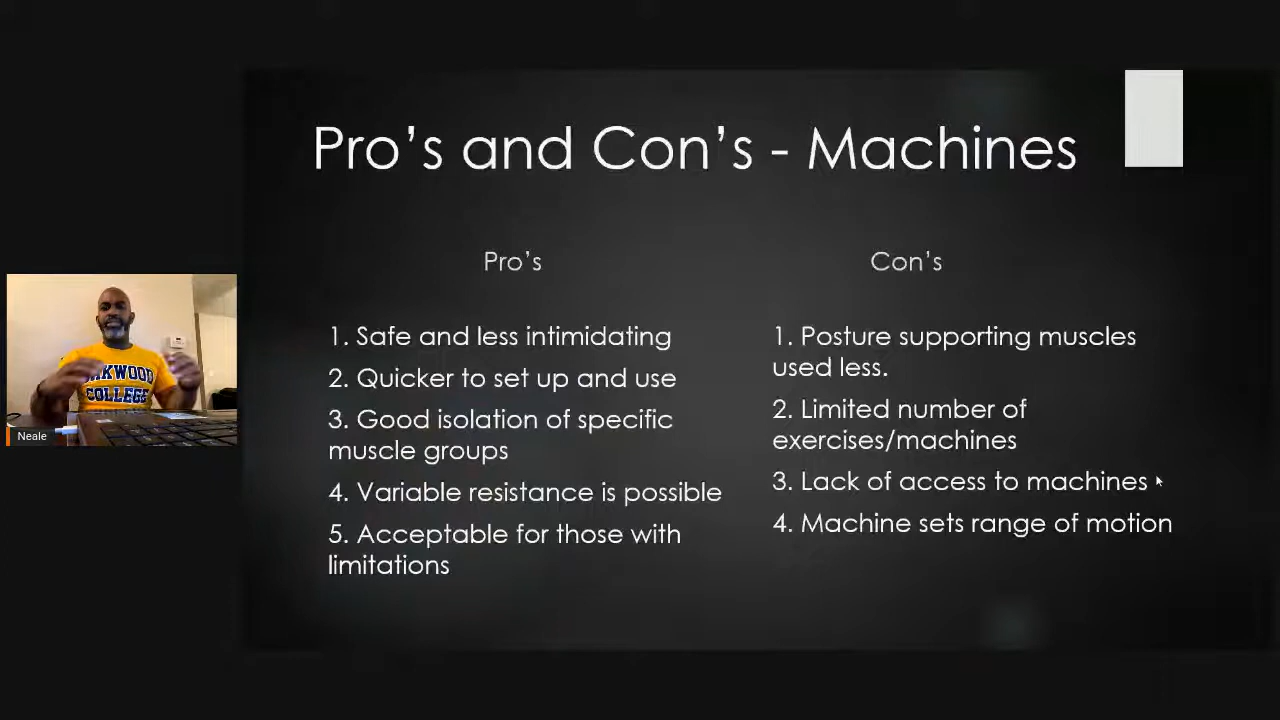 Pro’s and Con’s - Machines
Pro’s
1. Safe and less intimidating
2. Quicker to set up and use
3. Good isolation of specific
muscle groups
4. Variable resistance is possible
5. Acceptable for those with
limitations
Con’s
1. Posture supporting muscles
used less.
2. Limited number of
exercises/machines
3. Lack of access to machines
4. Machine sets range of motion
OAKWOOD
COLLEGE
Neale